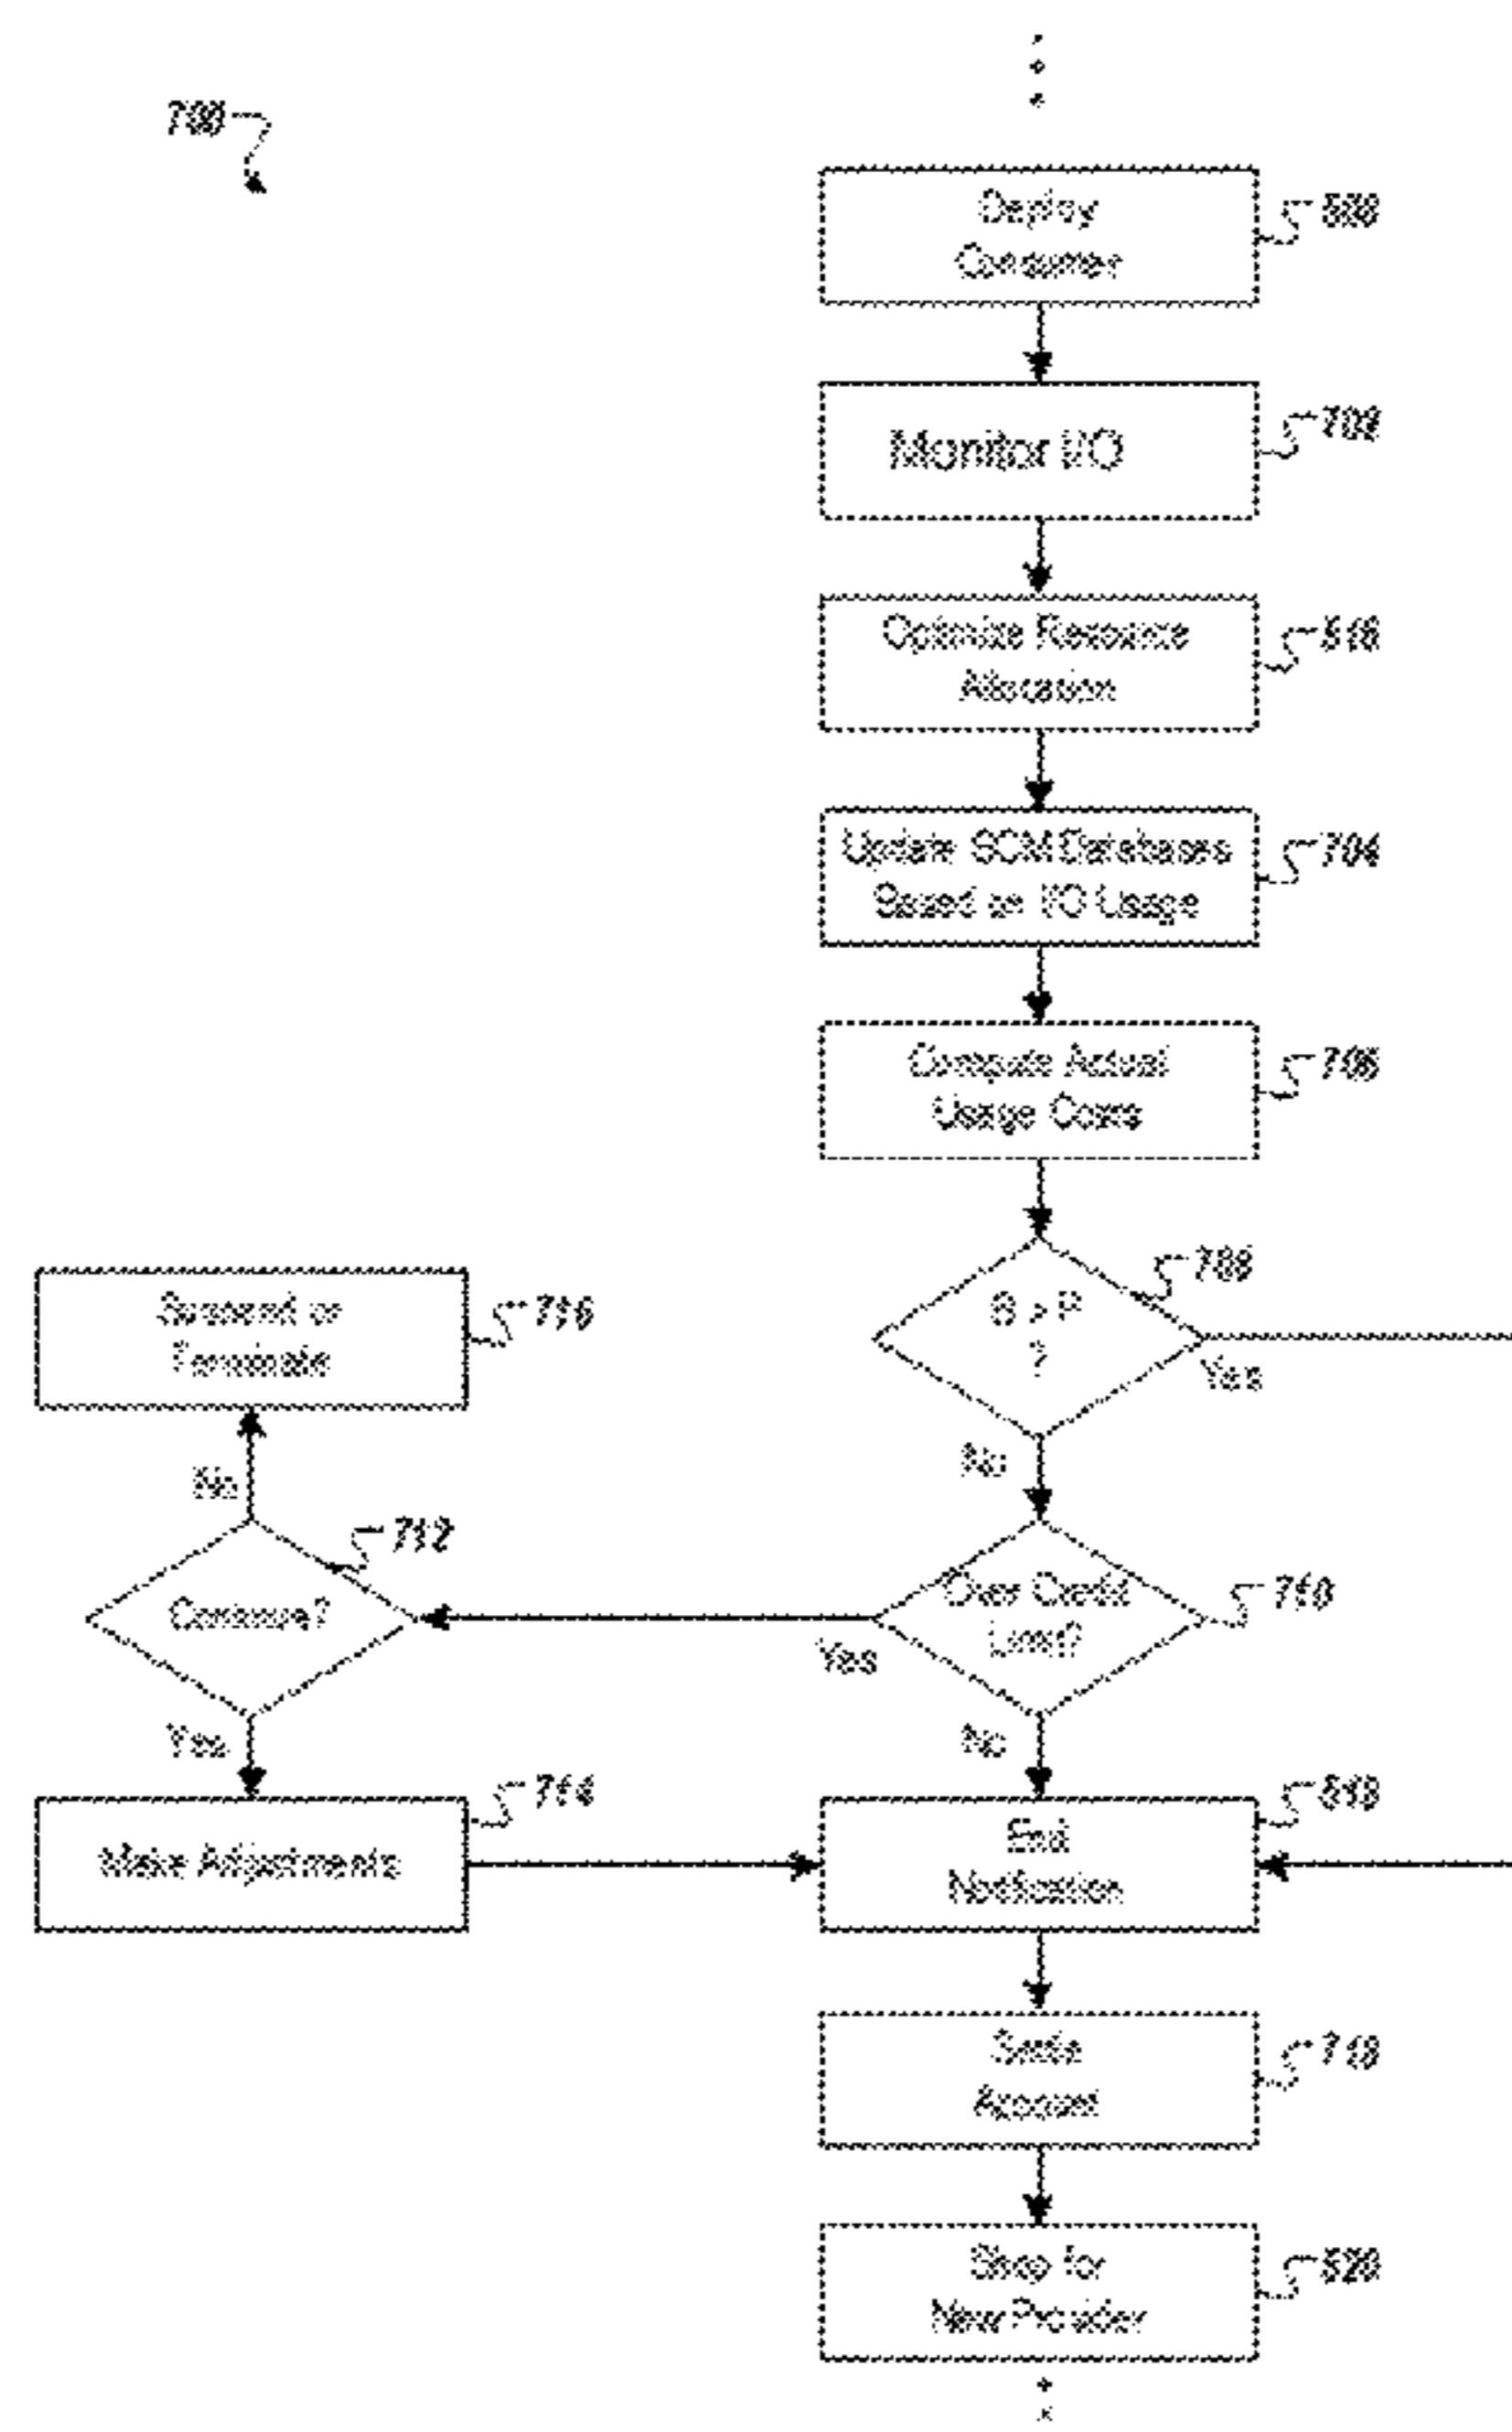 700
Deploy
Consumer
Monitor I/O
702
Optimize Resource
Allocation
516
Update SCM Databases
Based on I/O Usage
704
Compute Actual
Usage Costs
706
B > P
?
708
Yes
No
Suspend or
Terminate
716
No
Continue?
712
Over Credit
Limit?
710
Yes
Yes
No
Make Adjustments
714
End
Notification
518
Settle
Account
718
Shop for
New Provider
520